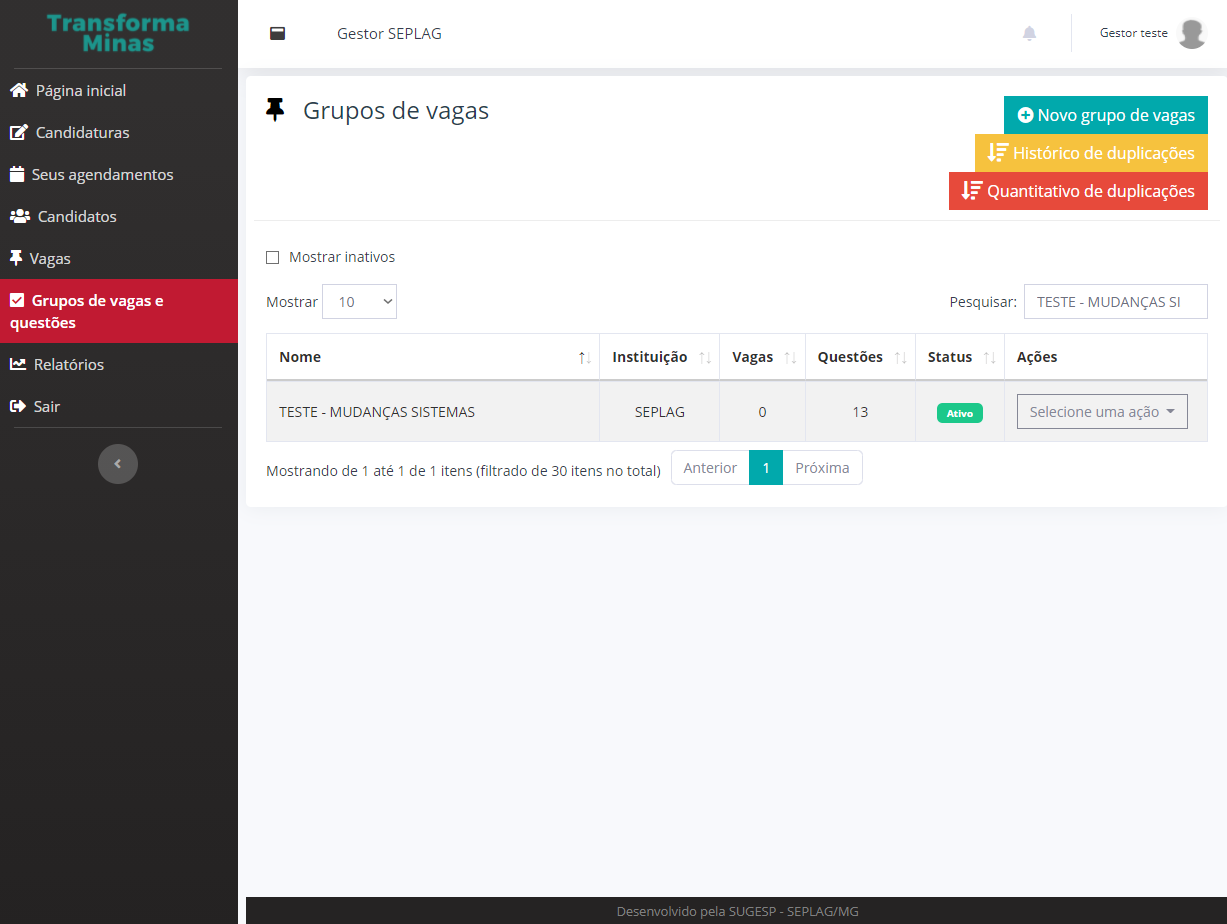 Transforma
Minas
Página inicial
Candidaturas
Seus agendamentos
Candidatos
Vagas
Grupos de vagas e
questões
Relatórios
Sair
Gestor SEPLAG
Gestor teste
Grupos de vagas
Novo grupo de vagas
Histórico de duplicações
Quantitativo de duplicações
Mostrar inativos
Mostrar 10
Pesquisar: TESTE - MUDANÇAS SI
Nome Instituição Vagas Questões Status Ações
TESTE - MUDANÇAS SISTEMAS SEPLAG 0 13 Ativo Selecione uma ação
Mostrando de 1 até 1 de 1 itens (filtrado de 30 itens no total) Anterior 1 Próxima
Desenvolvido pela SUGESP - SEPLAG/MG